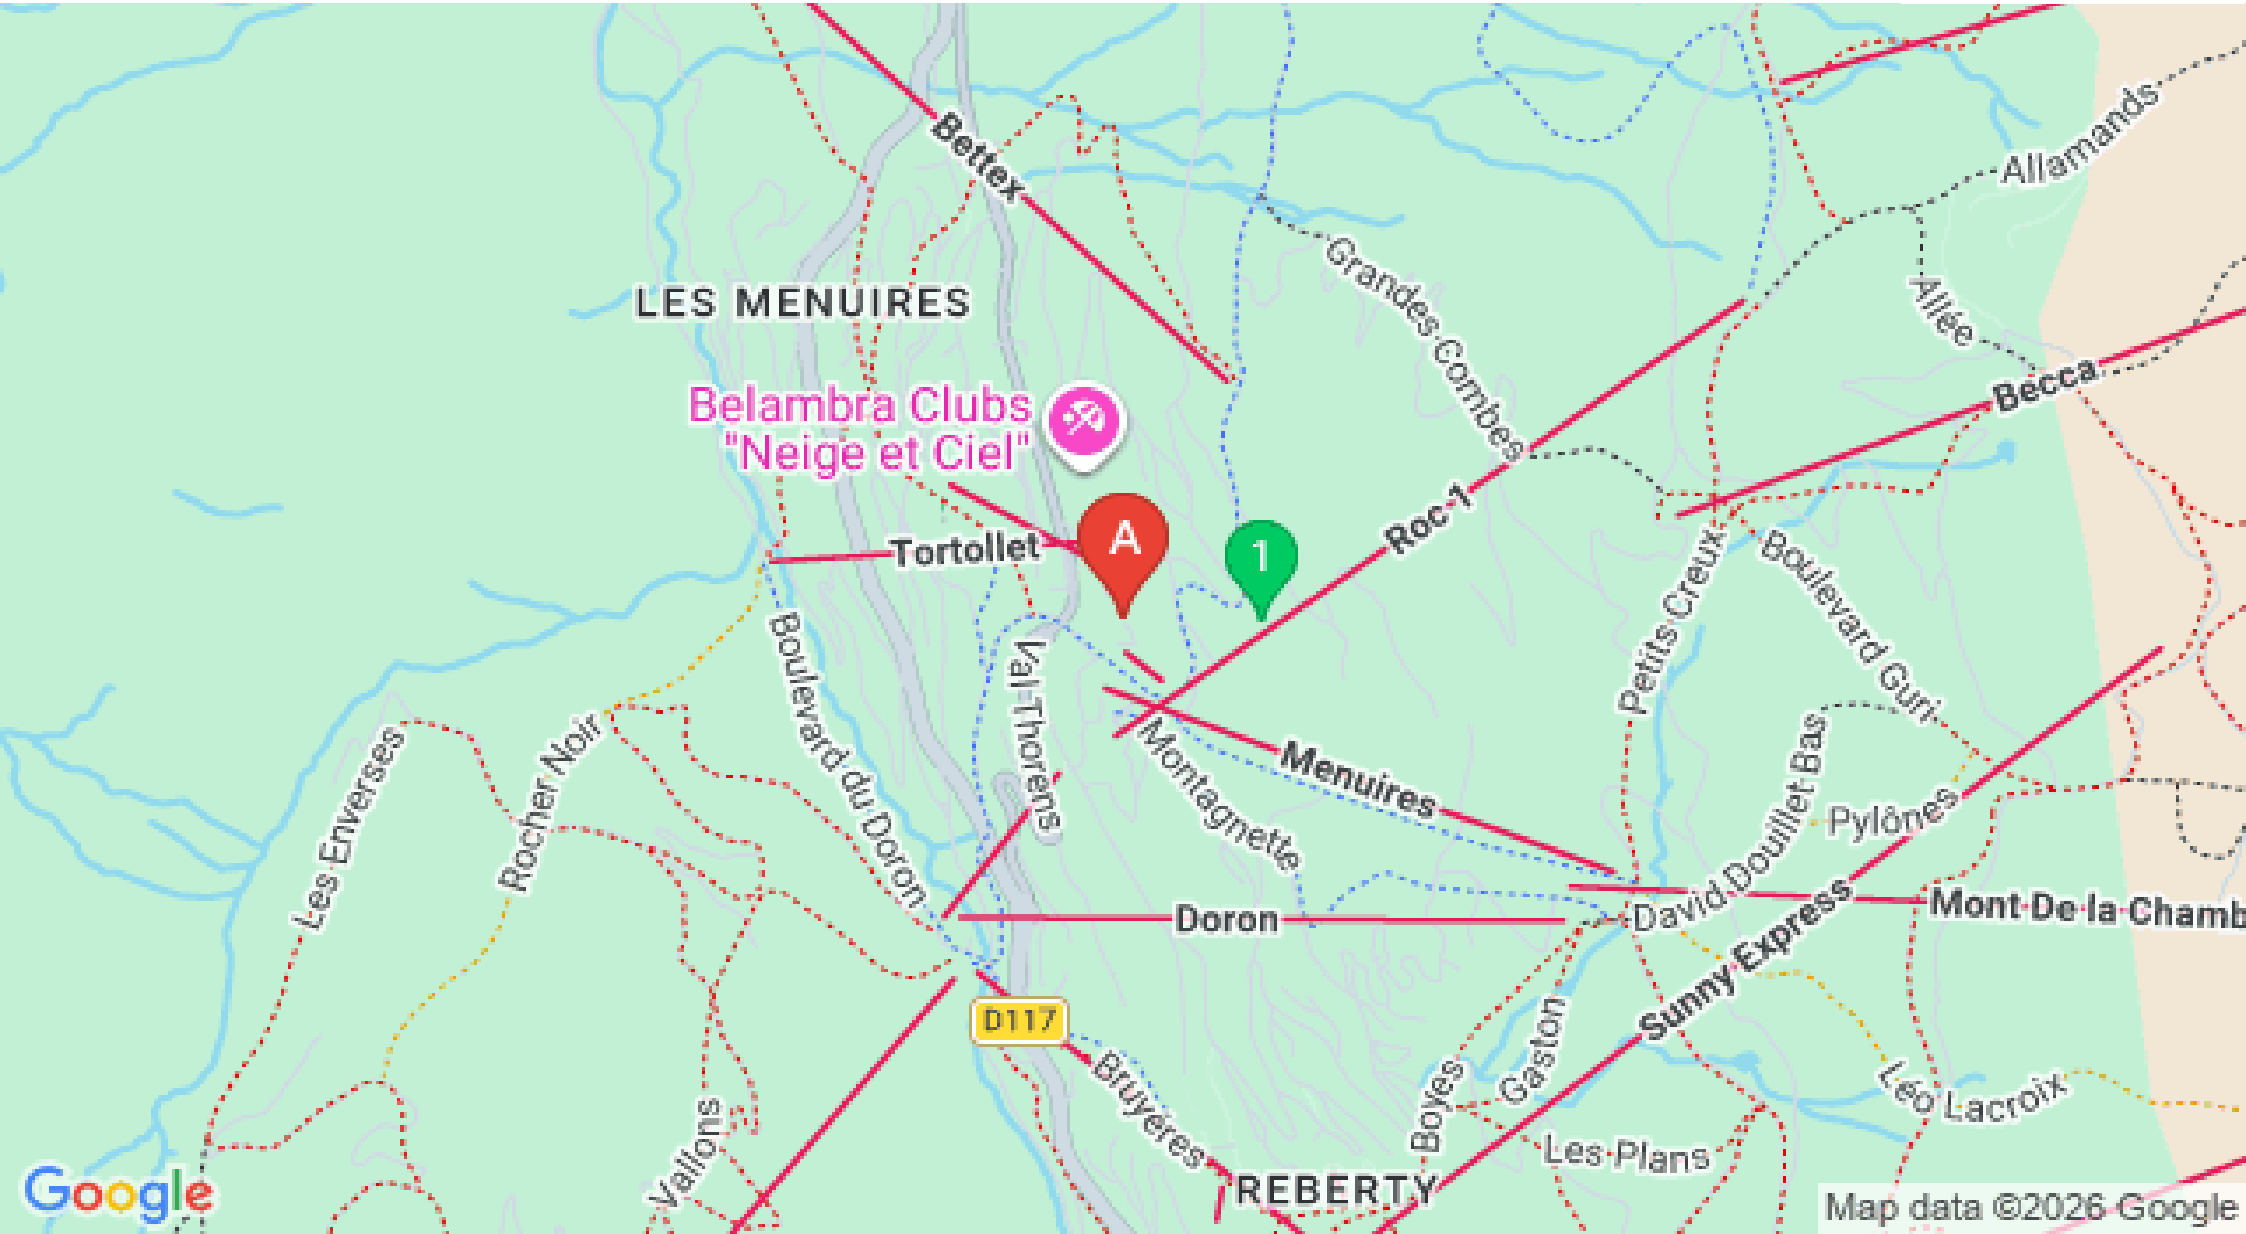 Bettex
Allamands
Grandes Combes
LES MENUIRES
Allée
Becca
Belambra Clubs
"Neige et Ciel"
Roc 1
A
1
Tortollet
Petits Creux
Boulevard Guri
Boulevard du Doron
Val Thorens
Les Enverses
Rocher Noir
Montagnette
Menuires
David Douillet Bas
Pylônes
Doron
Mont De la Chamb
Sunny Express
D117
Bruyéres
Gaston
Boyes
Léo Lacroix
Vallons
Les Plans
REBERTY
Google
Map data ©2026 Google